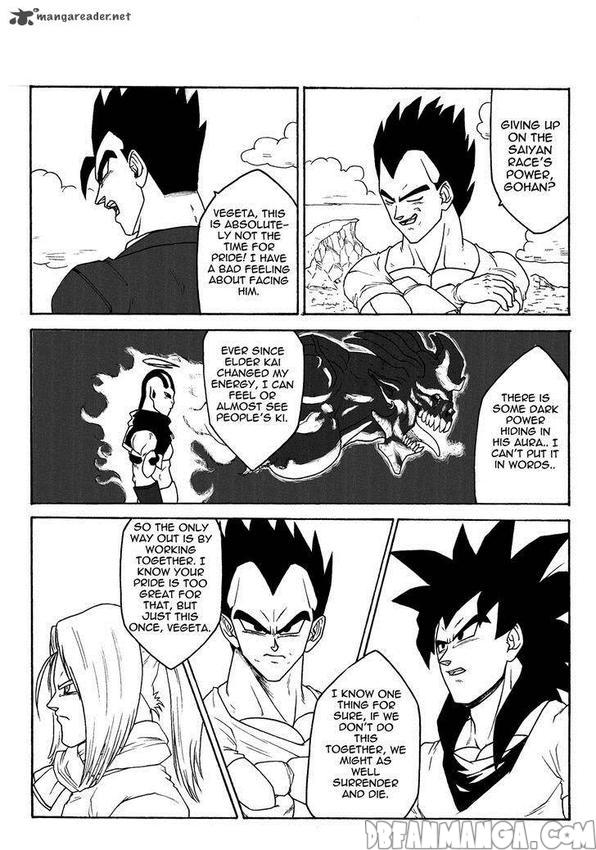 mangareader.net
GIVING UP
ON THE
SAIYAN
RACE'S
POWER,
GOHAN?
VEGETA, THIS
IS ABSOLUTE-
LY NOT THE
TIME FOR
PRIDE! I HAVE
A BAD FEELING
ABOUT FACING
HIM.
EVER SINCE
ELDER KAI
CHANGED MY
ENERGY, I CAN
FEEL OR
ALMOST SEE
PEOPLE'S KI.
THERE IS
SOME DARK
POWER
HIDING IN
HIS AURA.. I
CAN'T PUT IT
IN WORDS..
SO THE ONLY
WAY OUT IS BY
WORKING
TOGETHER. I
KNOW YOUR
PRIDE IS TOO
GREAT FOR
THAT, BUT
JUST THIS
ONCE, VEGETA.
I KNOW ONE
THING FOR
SURE, IF WE
DON'T DO
THIS
TOGETHER, WE
MIGHT AS
WELL
SURRENDER
AND DIE.
DBFANMANGA.COM